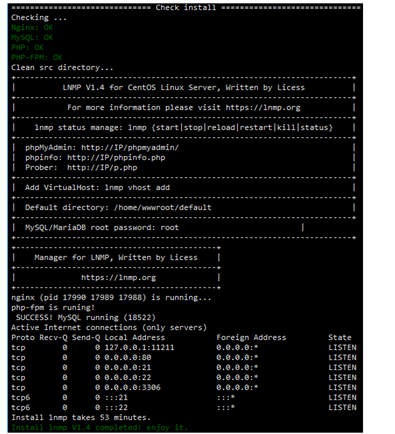 ============================== Check install ==============================
Checking ...
Nginx: OK
MySQL: OK
PHP: OK
PHP-FPM: OK
Clean src directory...
+------------------------------------------------------------------------+
| LNMP V1.4 for CentOS Linux Server, Written by Licess |
+------------------------------------------------------------------------+
| For more information please visit https://lnmp.org |
+------------------------------------------------------------------------+
| lnmp status manage: lnmp {start|stop|reload|restart|kill|status} |
+------------------------------------------------------------------------+
| phpMyAdmin: http://IP/phpmyadmin/ |
| phpinfo: http://IP/phpinfo.php |
| Prober: http://IP/p.php |
+------------------------------------------------------------------------+
| Add VirtualHost: lnmp vhost add |
+------------------------------------------------------------------------+
| Default directory: /home/wwwroot/default |
+------------------------------------------------------------------------+
| MySQL/MariaDB root password: root |
+------------------------------------------------------------------------+
+-------------------------------------------+
| Manager for LNMP, Written by Licess |
+-------------------------------------------+
| https://lnmp.org |
+-------------------------------------------+
nginx (pid 17990 17989 17988) is running...
php-fpm is runing!
SUCCESS! MySQL running (18522)
Active Internet connections (only servers)
Proto Recv-Q Send-Q Local Address Foreign Address State
tcp 0 0 127.0.0.1:11211 0.0.0.0:* LISTEN
tcp 0 0 0.0.0.0:80 0.0.0.0:* LISTEN
tcp 0 0 0.0.0.0:21 0.0.0.0:* LISTEN
tcp 0 0 0.0.0.0:22 0.0.0.0:* LISTEN
tcp 0 0 0.0.0.0:3306 0.0.0.0:* LISTEN
tcp6 0 0 :::21 :::* LISTEN
tcp6 0 0 :::22 :::* LISTEN
Install lnmp takes 53 minutes.
Install lnmp V1.4 completed! enjoy it.